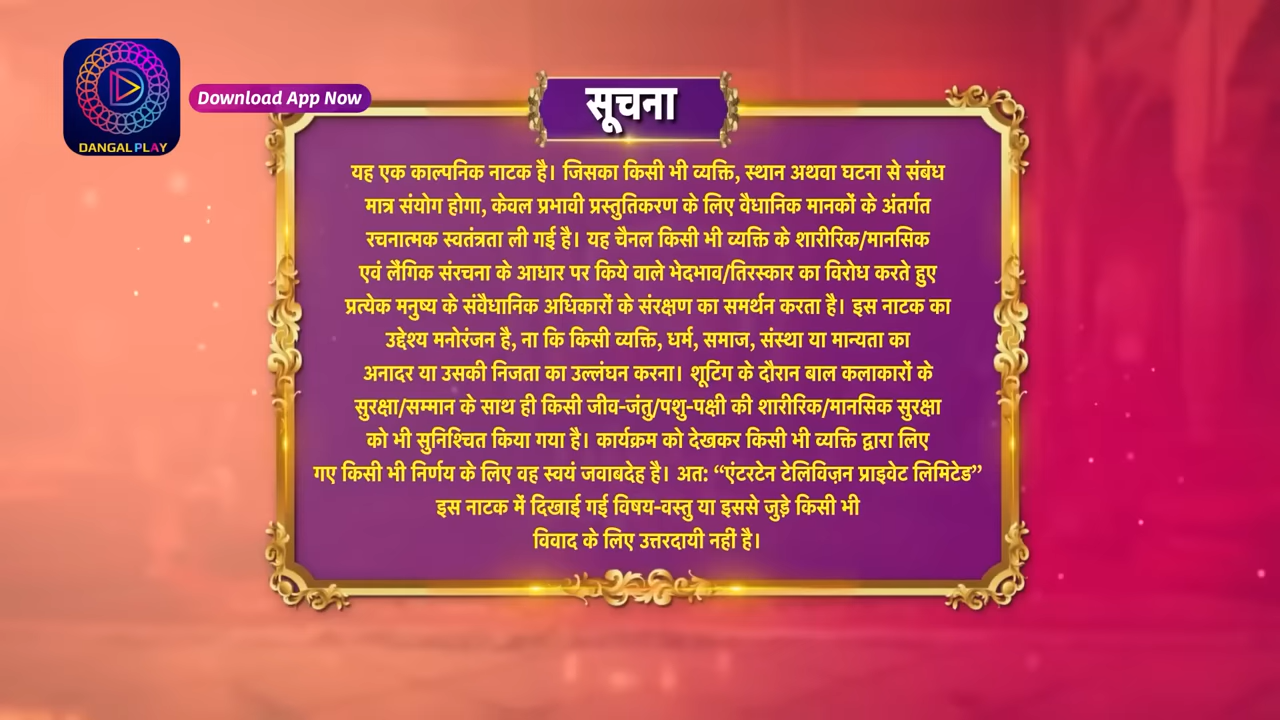 DANGAL PLAY
Download App Now
सूचना
यह एक काल्पनिक नाटक है। जिसका किसी भी व्यक्ति, स्थान अथवा घटना से संबंध
मात्र संयोग होगा, केवल प्रभावी प्रस्तुतिकरण के लिए वैधानिक मानकों के अंतर्गत
रचनात्मक स्वतंत्रता ली गई है। यह चैनल किसी भी व्यक्ति के शारीरिक/मानसिक
एवं लैंगिक संरचना के आधार पर किये वाले भेदभाव/तिरस्कार का विरोध करते हुए
प्रत्येक मनुष्य के संवैधानिक अधिकारों के संरक्षण का समर्थन करता है। इस नाटक का
उद्देश्य मनोरंजन है, ना कि किसी व्यक्ति, धर्म, समाज, संस्था या मान्यता का
अनादर या उसकी निजता का उल्लंघन करना। शूटिंग के दौरान बाल कलाकारों के
सुरक्षा/सम्मान के साथ ही किसी जीव-जंतु/पशु-पक्षी की शारीरिक/मानसिक सुरक्षा
को भी सुनिश्चित किया गया है। कार्यक्रम को देखकर किसी भी व्यक्ति द्वारा लिए
गए किसी भी निर्णय के लिए वह स्वयं जवाबदेह है। अत: “एंटरटेन टेलिविज़न प्राइवेट लिमिटेड”
इस नाटक में दिखाई गई विषय-वस्तु या इससे जुड़े किसी भी
विवाद के लिए उत्तरदायी नहीं है।